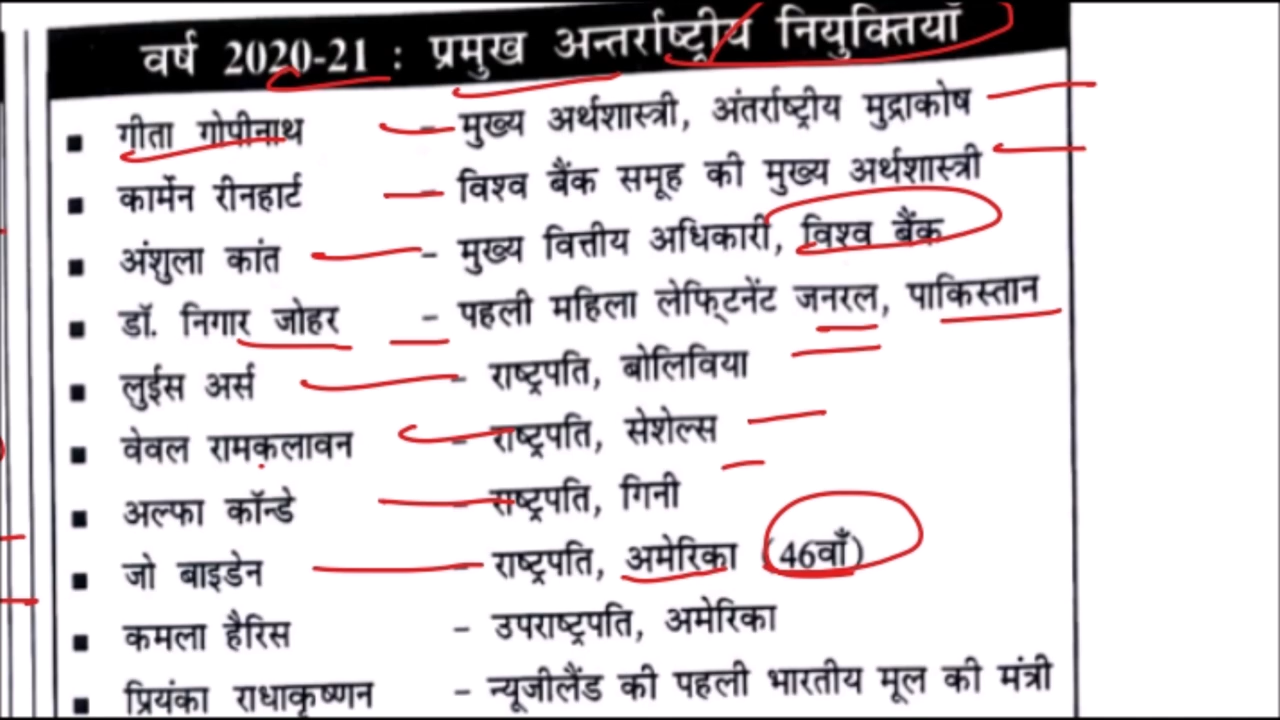 वर्ष 2020-21 : प्रमुख अन्तर्राष्ट्रीय नियुक्तियाँ
▪ गीता गोपीनाथ – मुख्य अर्थशास्त्री, अंतर्राष्ट्रीय मुद्राकोष
▪ कार्मेन रीनहार्ट – विश्व बैंक समूह की मुख्य अर्थशास्त्री
▪ अंशुला कांत – मुख्य वित्तीय अधिकारी, विश्व बैंक
▪ डॉ. निगार जोहर – पहली महिला लेफ्टिनेंट जनरल, पाकिस्तान
▪ लुईस अर्स – राष्ट्रपति, बोलिविया
▪ वेवल रामकलावन – राष्ट्रपति, सेशेल्स
▪ अल्फा कॉन्डे – राष्ट्रपति, गिनी
▪ जो बाइडेन – राष्ट्रपति, अमेरिका (46वाँ)
▪ कमला हैरिस – उपराष्ट्रपति, अमेरिका
▪ प्रियंका राधाकृष्णन – न्यूजीलैंड की पहली भारतीय मूल की मंत्री